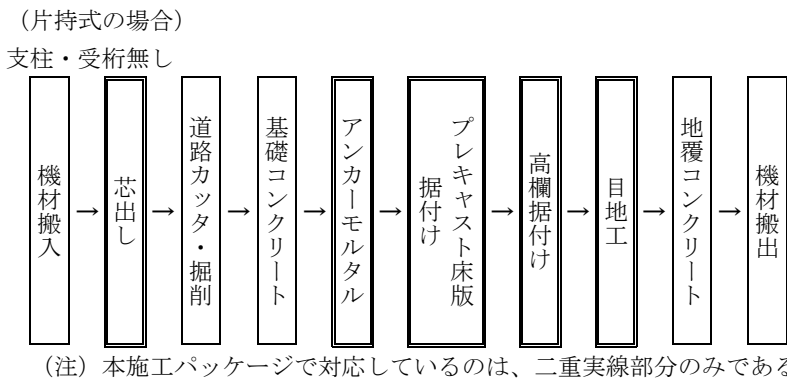 （片持式の場合）
支柱・受桁無し
機材搬入
→
芯出し
→
道路カッタ・掘削
→
基礎コンクリート
→
アンカーモルタル
→
プレキャスト床版
据付け
→
高欄据付け
→
目地工
→
地覆コンクリート
→
機材搬出
（注）本施工パッケージで対応しているのは、二重実線部分のみである